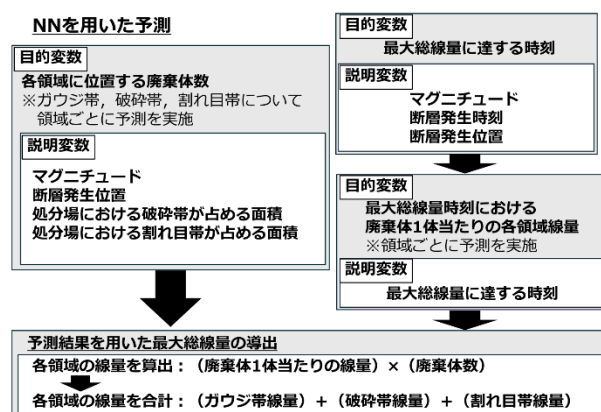 NNを用いた予測
目的変数
各領域に位置する廃棄体数
※ガウジ帯，破砕帯，割れ目帯について
領域ごとに予測を実施
説明変数
マグニチュード
断層発生位置
処分場における破砕帯が占める面積
処分場における割れ目帯が占める面積
目的変数
最大総線量に達する時刻
説明変数
マグニチュード
断層発生時刻
断層発生位置
目的変数
最大総線量時刻における
廃棄体1体当たりの各領域線量
※領域ごとに予測を実施
説明変数
最大総線量に達する時刻
予測結果を用いた最大総線量の導出
各領域の線量を算出：（廃棄体1体当たりの線量）×（廃棄体数）
各領域の線量を合計：（ガウジ帯線量）＋（破砕帯線量）＋（割れ目帯線量）